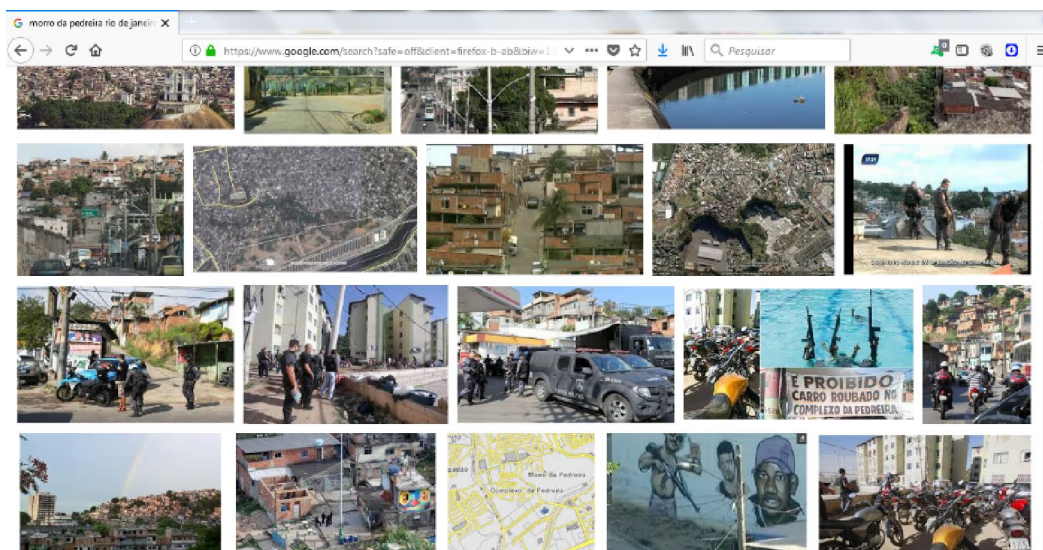 morro da pedreira rio de janeir
https://www.google.com/search?safe=off&client=firefox-b-ab&biw=1
Pesquisar
0
É PROIBIDO
CARRO ROUBADO NO
COMPLEXO DA PEDREIRA
Morro da Pedreira
Complexo da Pedreira